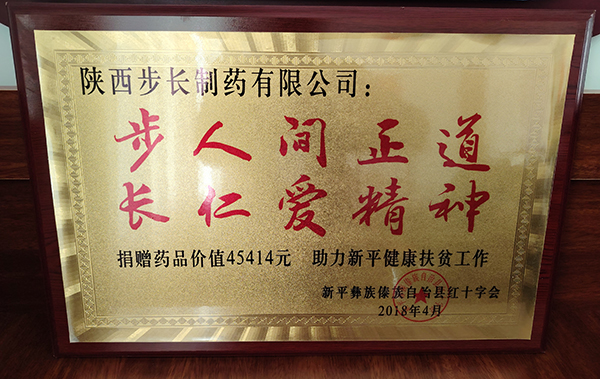 陕西步长制药有限公司：
步人间正道
长仁爱精神
捐赠药品价值45414元 助力新平健康扶贫工作
新平彝族傣族自治县红十字会
2018年4月